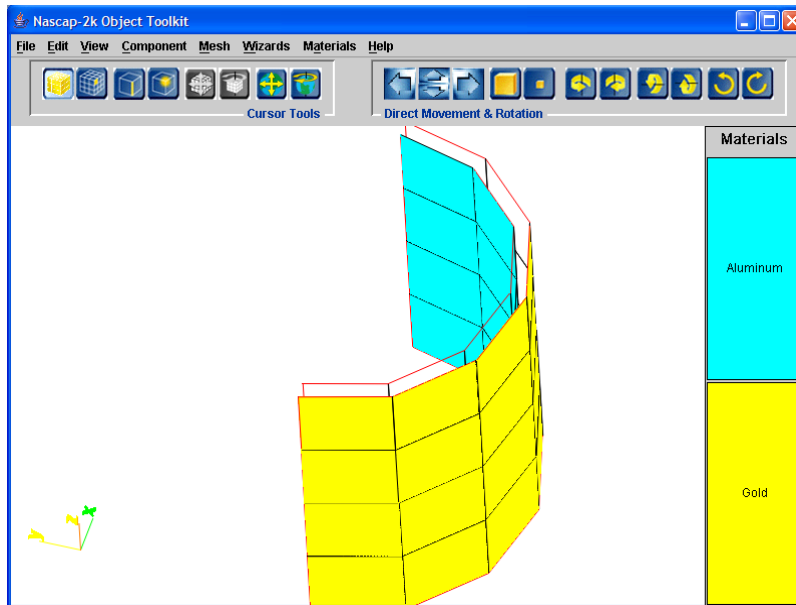 Nascap-2k Object Toolkit
File Edit View Component Mesh Wizards Materials Help
Cursor Tools Direct Movement & Rotation
Materials
Aluminum
Gold